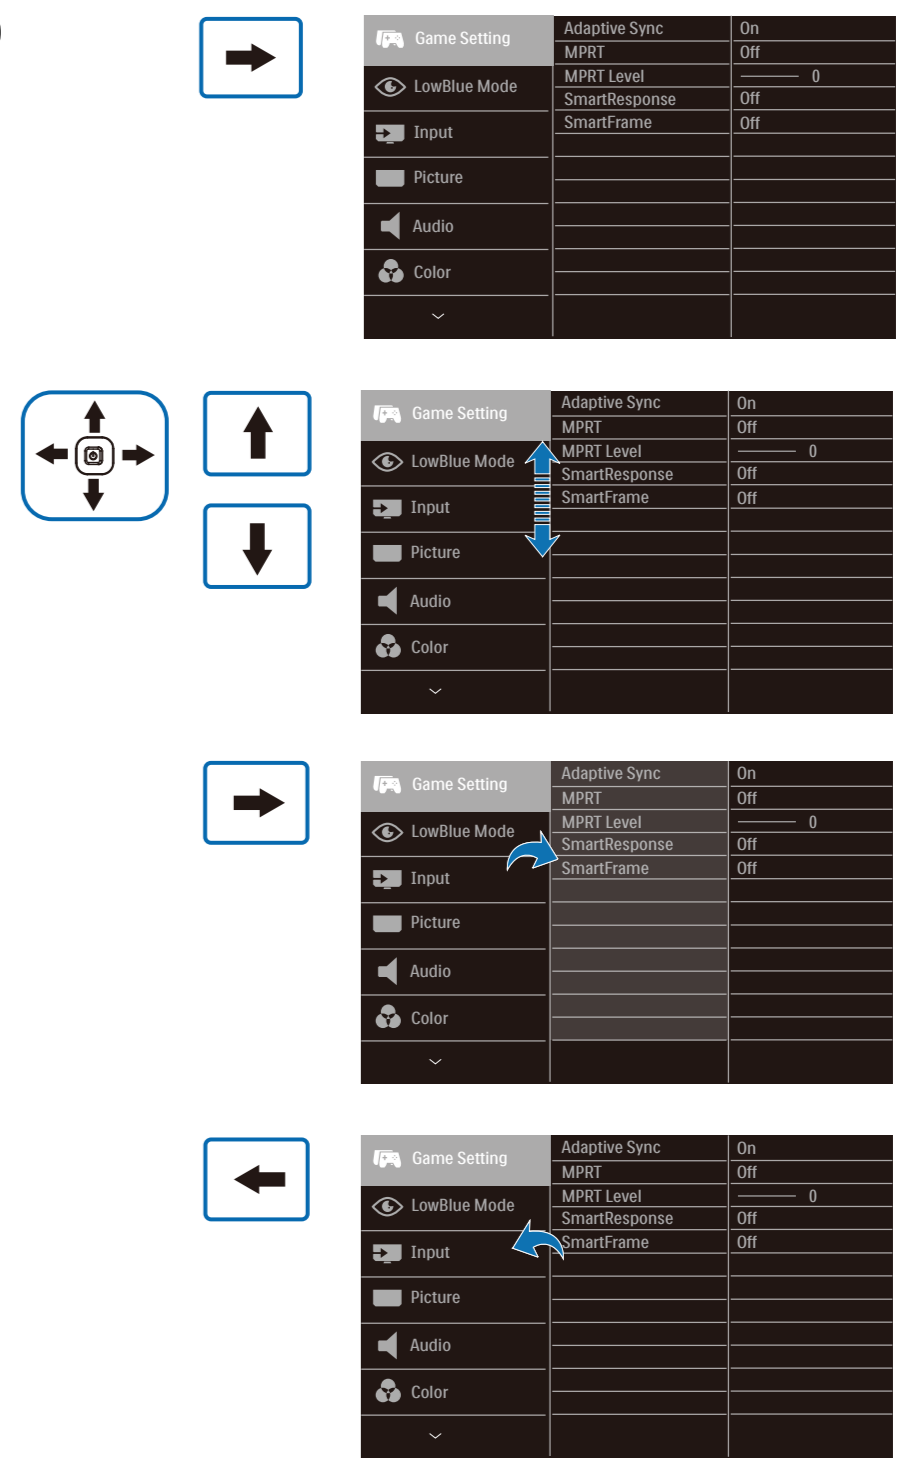 Game Setting
LowBlue Mode
Input
Picture
Audio
Color
Adaptive Sync On
MPRT Off
MPRT Level 0
SmartResponse Off
SmartFrame Off
Game Setting
LowBlue Mode
Input
Picture
Audio
Color
Adaptive Sync On
MPRT Off
MPRT Level 0
SmartResponse Off
SmartFrame Off
Game Setting
LowBlue Mode
Input
Picture
Audio
Color
Adaptive Sync On
MPRT Off
MPRT Level 0
SmartResponse Off
SmartFrame Off
Game Setting
LowBlue Mode
Input
Picture
Audio
Color
Adaptive Sync On
MPRT Off
MPRT Level 0
SmartResponse Off
SmartFrame Off